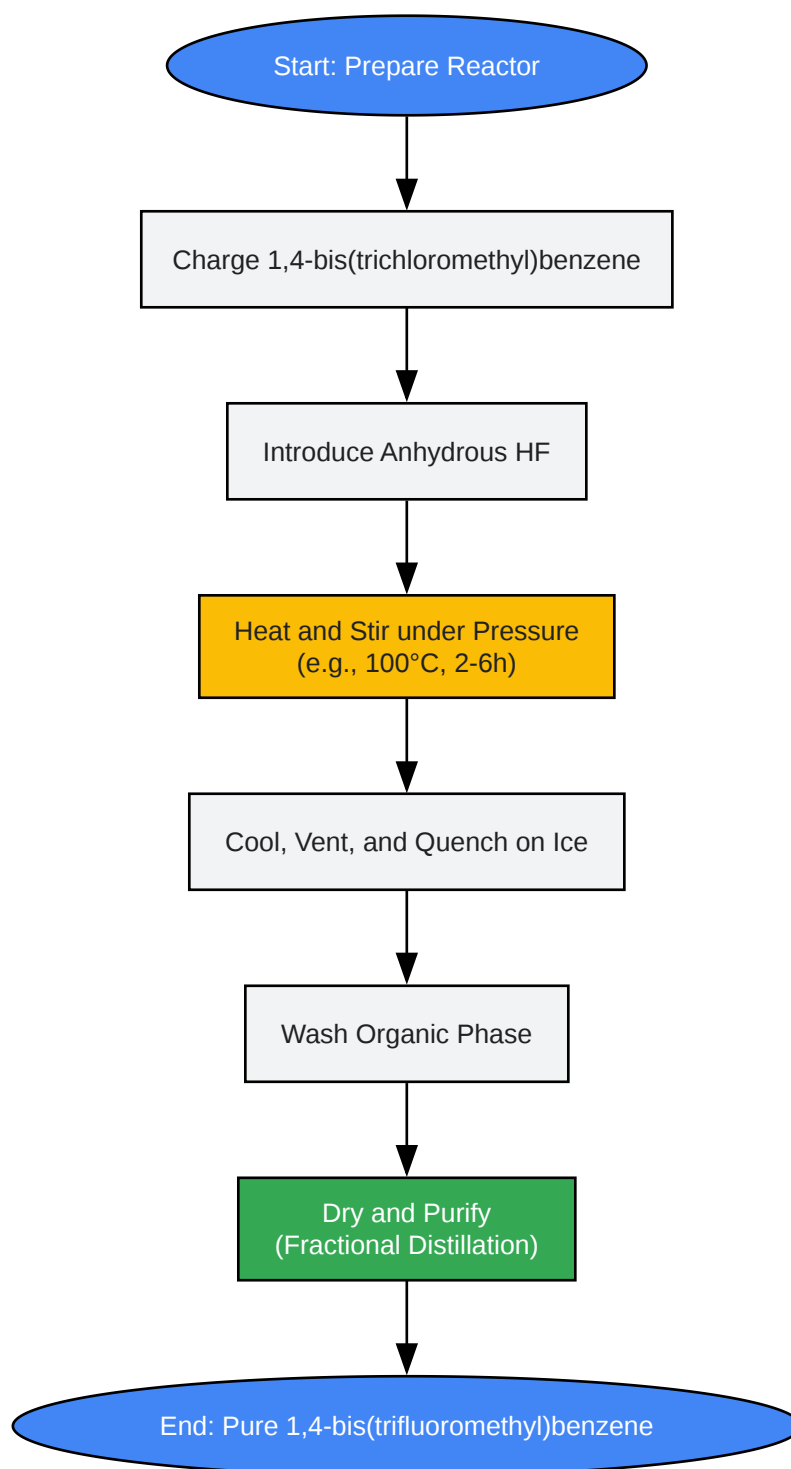 Start: Prepare Reactor
Charge 1,4-bis(trichloromethyl)benzene
Introduce Anhydrous HF
Heat and Stir under Pressure
(e.g., 100°C, 2-6h)
Cool, Vent, and Quench on Ice
Wash Organic Phase
Dry and Purify
(Fractional Distillation)
End: Pure 1,4-bis(trifluoromethyl)benzene